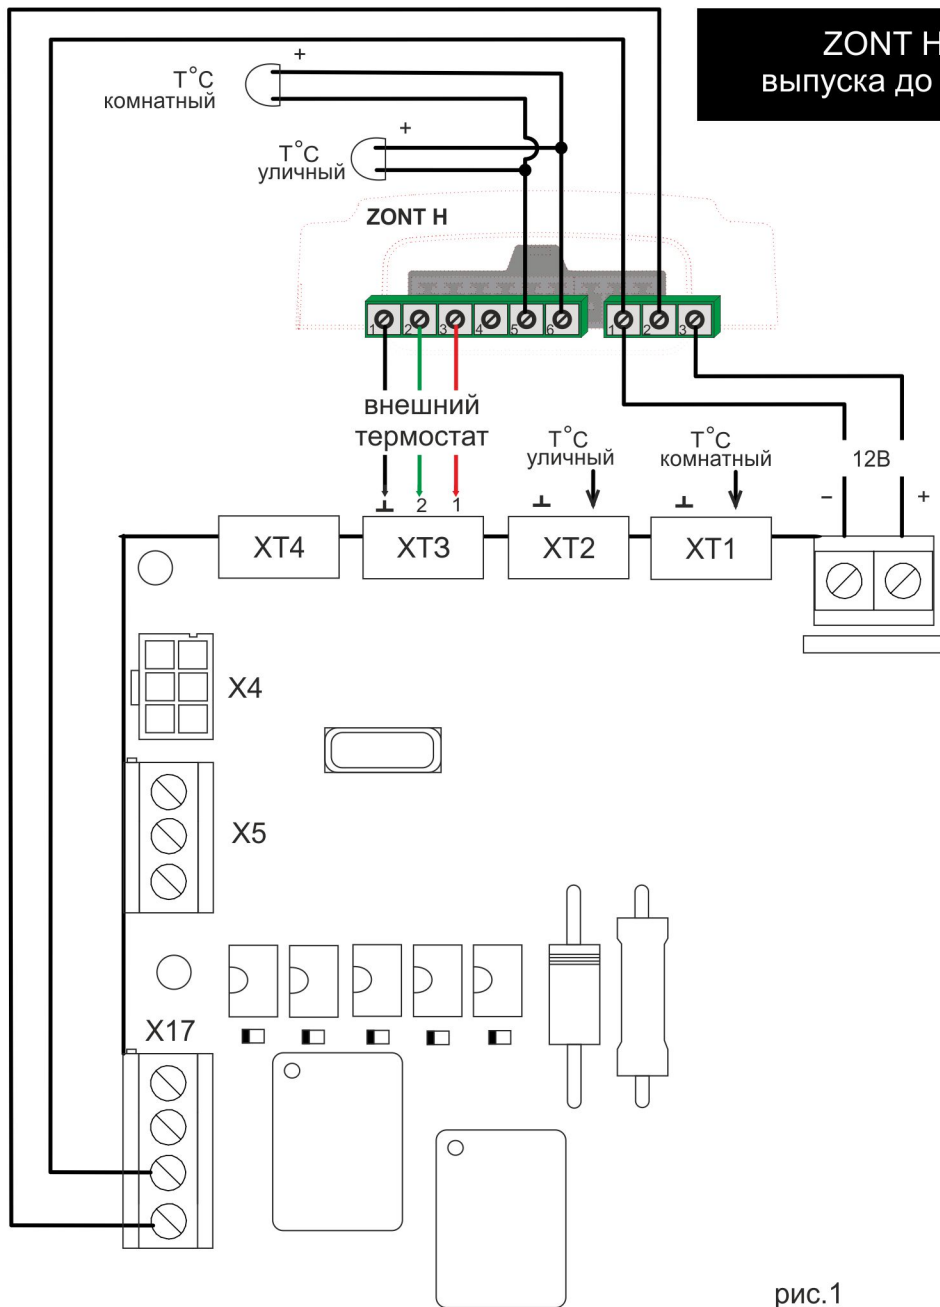 ZONT H
выпуска до
+
T°C
комнатный
+
T°C
уличный
ZONT H
1 2 3 4 5 6
1 2 3
внешний
термостат
T°C
уличный
T°C
комнатный
12В
− +
2 1
XT4 XT3 XT2 XT1
X4
X5
X17
рис.1